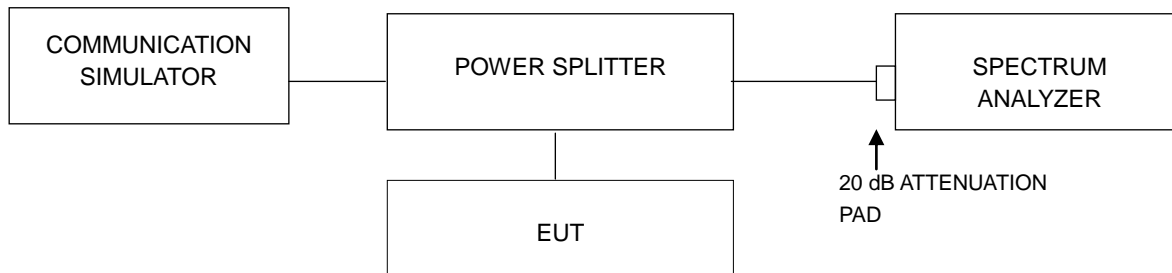 COMMUNICATION
SIMULATOR
POWER SPLITTER
SPECTRUM
ANALYZER
20 dB ATTENUATION
PAD
EUT